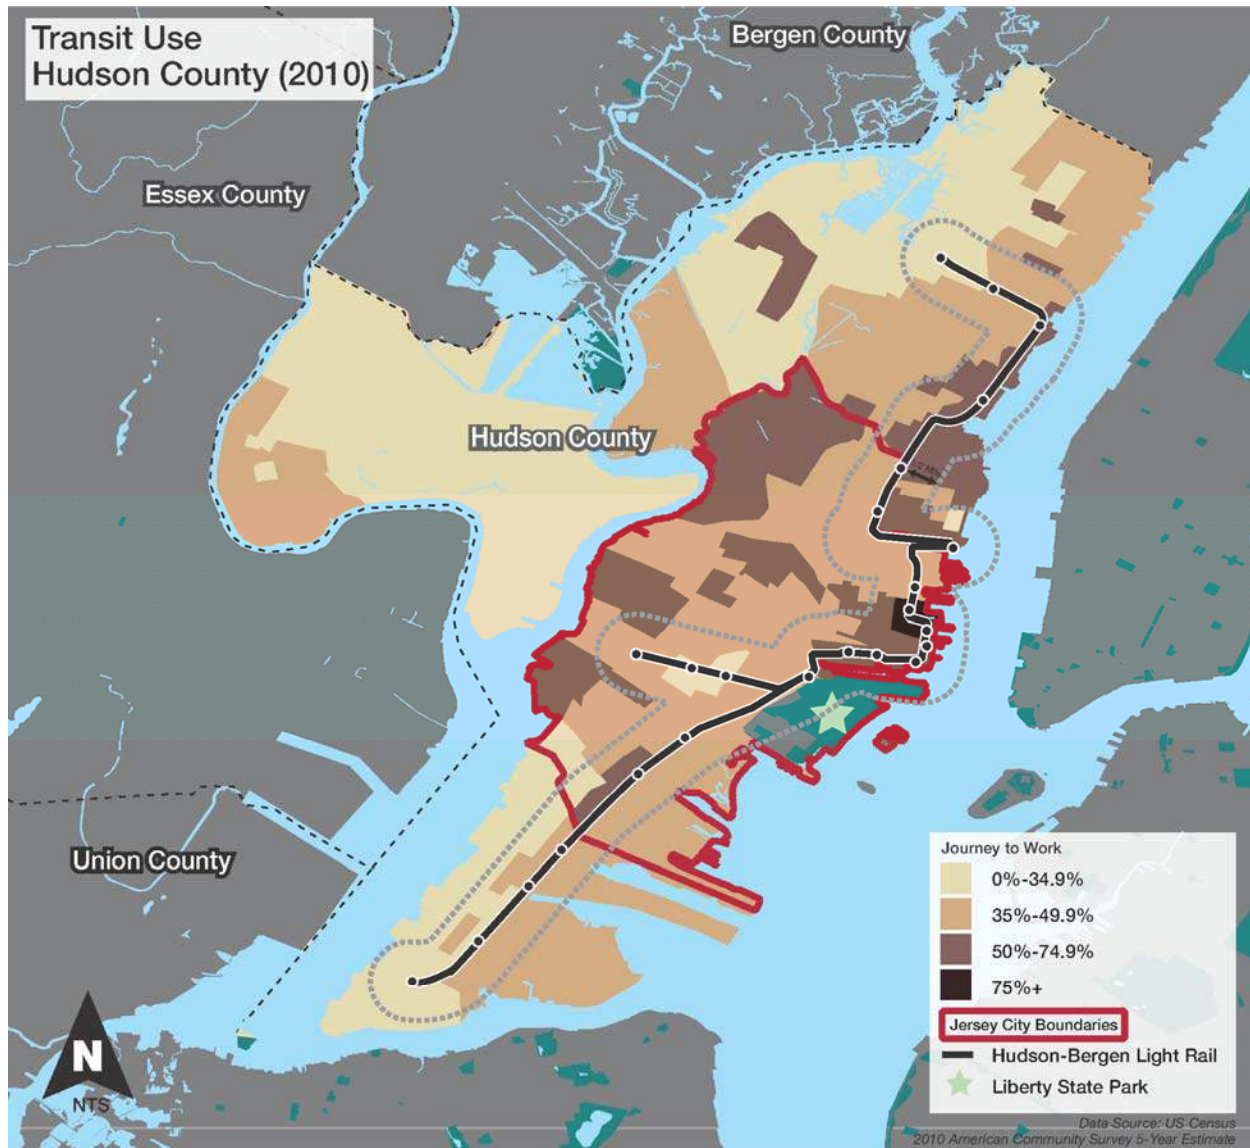 Transit Use
Hudson County (2010)
Bergen County
Essex County
Hudson County
Union County
N
NTS
Journey to Work
0%-34.9%
35%-49.9%
50%-74.9%
75%+
Jersey City Boundaries
Hudson-Bergen Light Rail
Liberty State Park
Data Source: US Census
2010 American Community Survey 5-Year Estimate